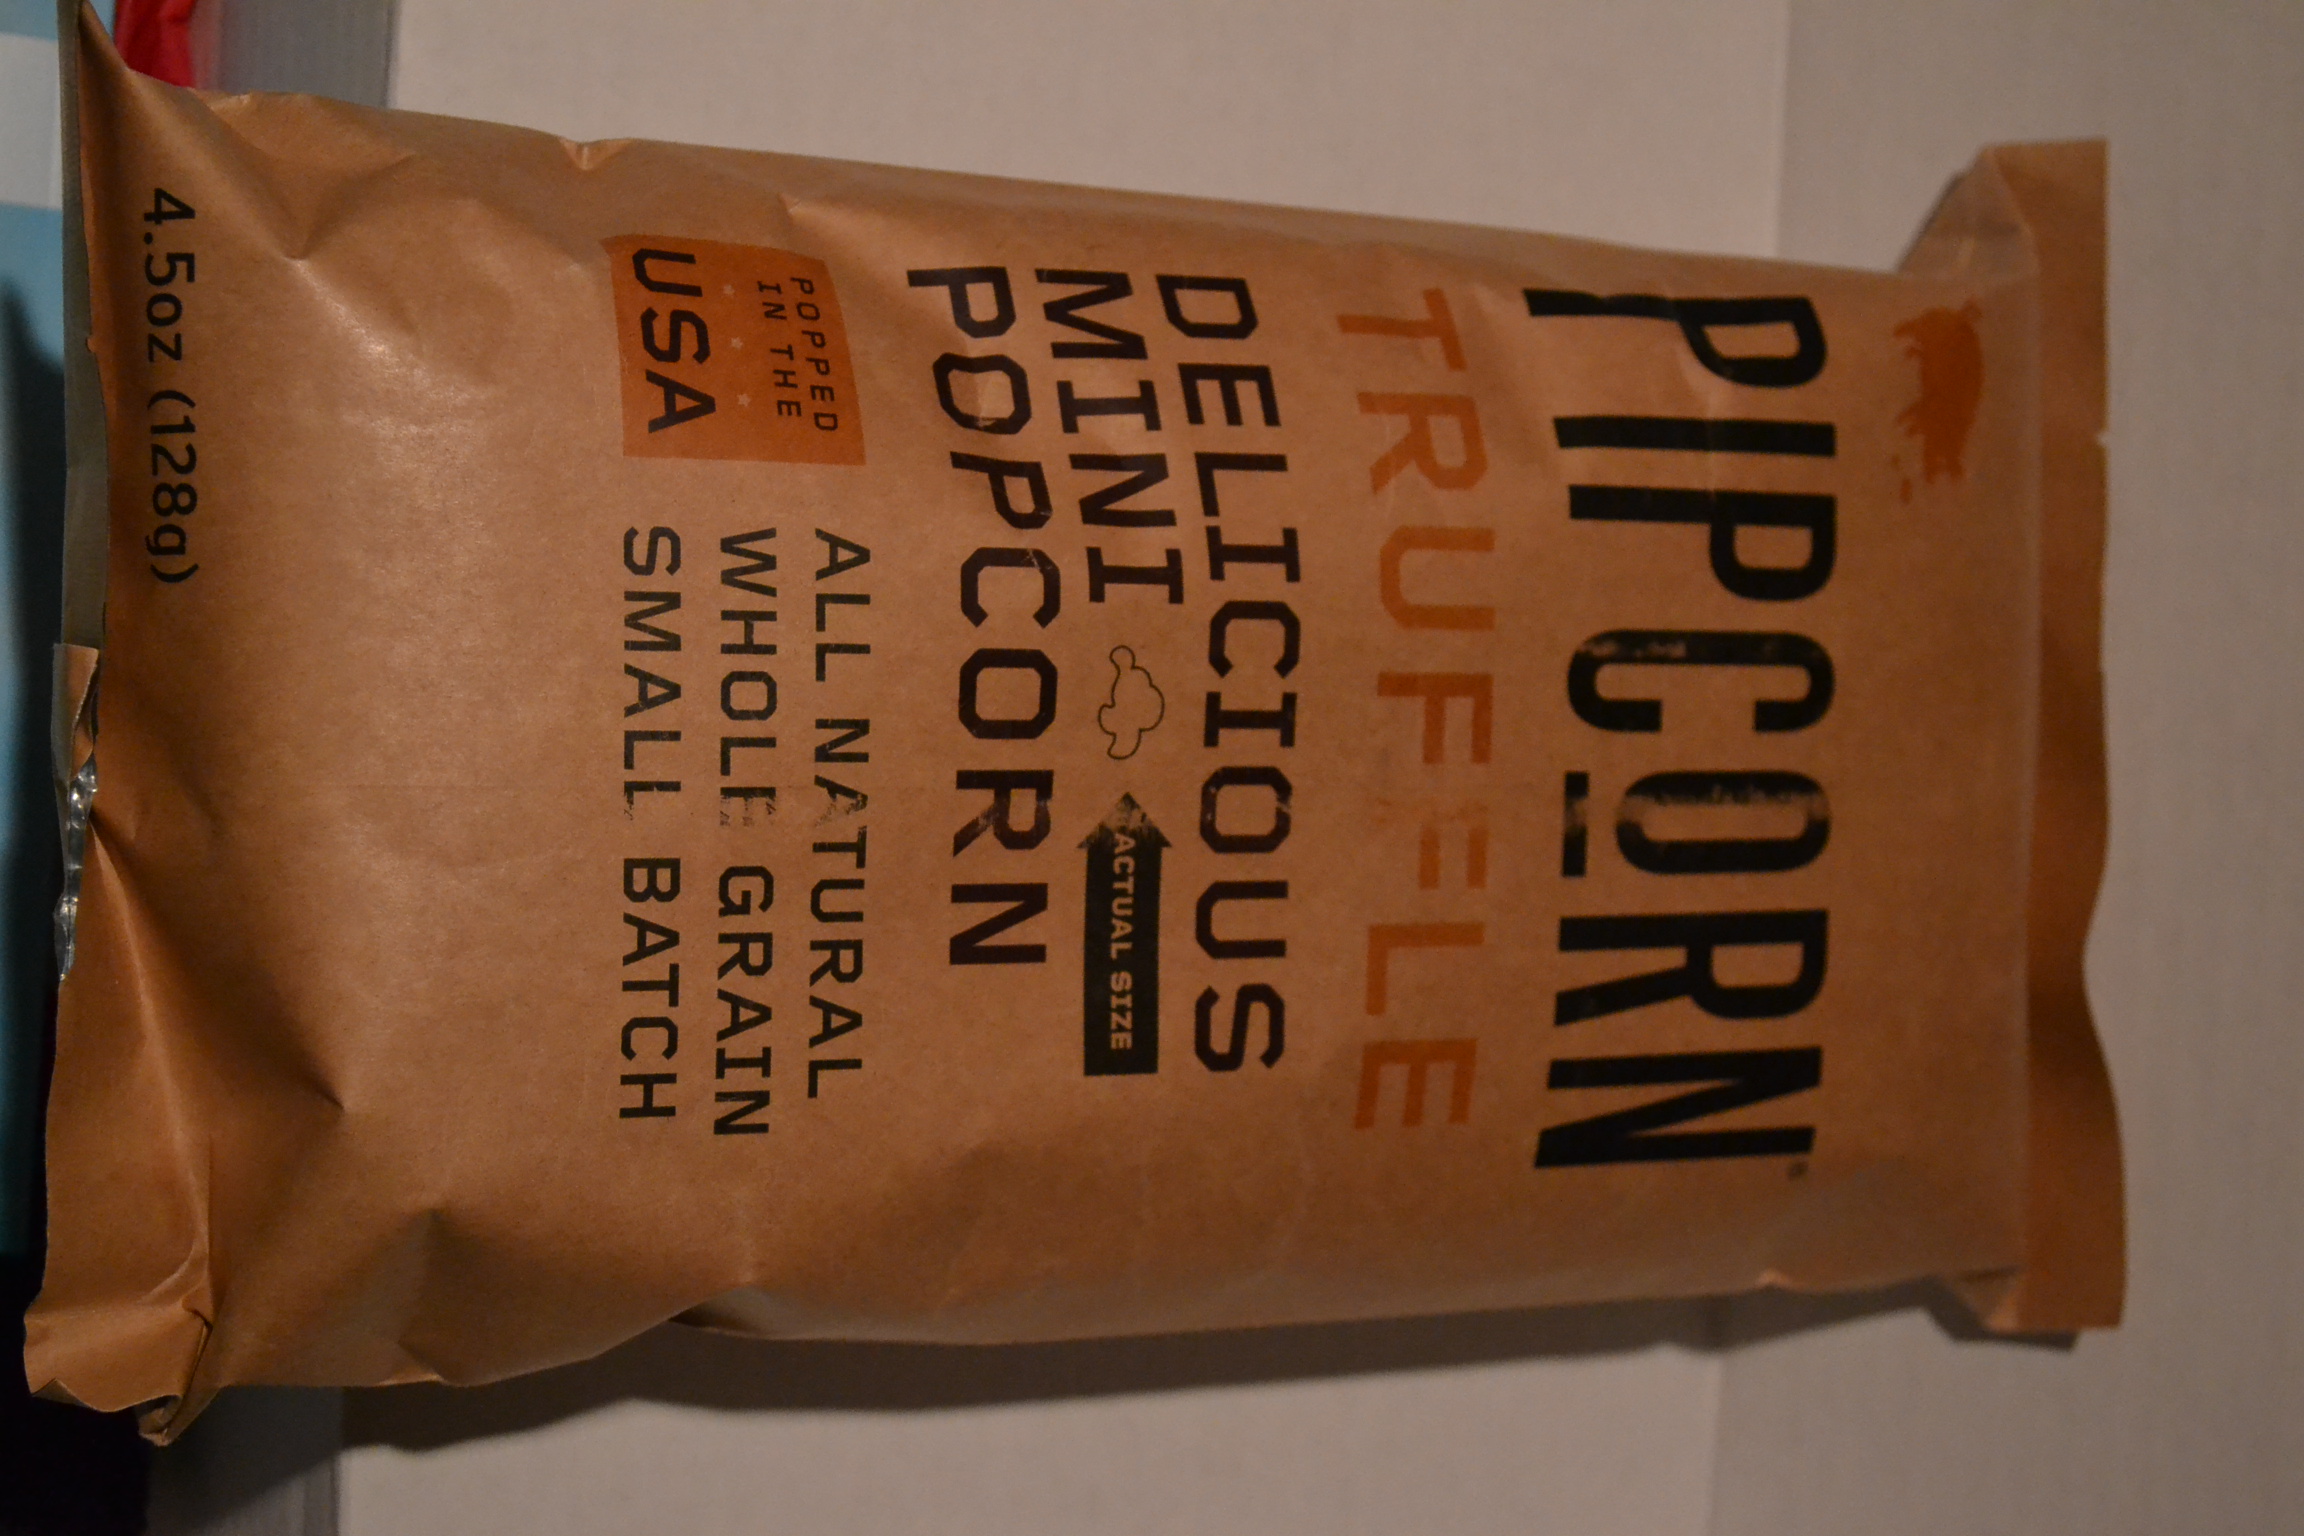 PIPCORN®
TRUFFLE
DELICIOUS
MINI
ACTUAL SIZE
POPCORN
POPPED
IN THE
USA
ALL NATURAL
WHOLE GRAIN
SMALL BATCH
4.5oz (128g)